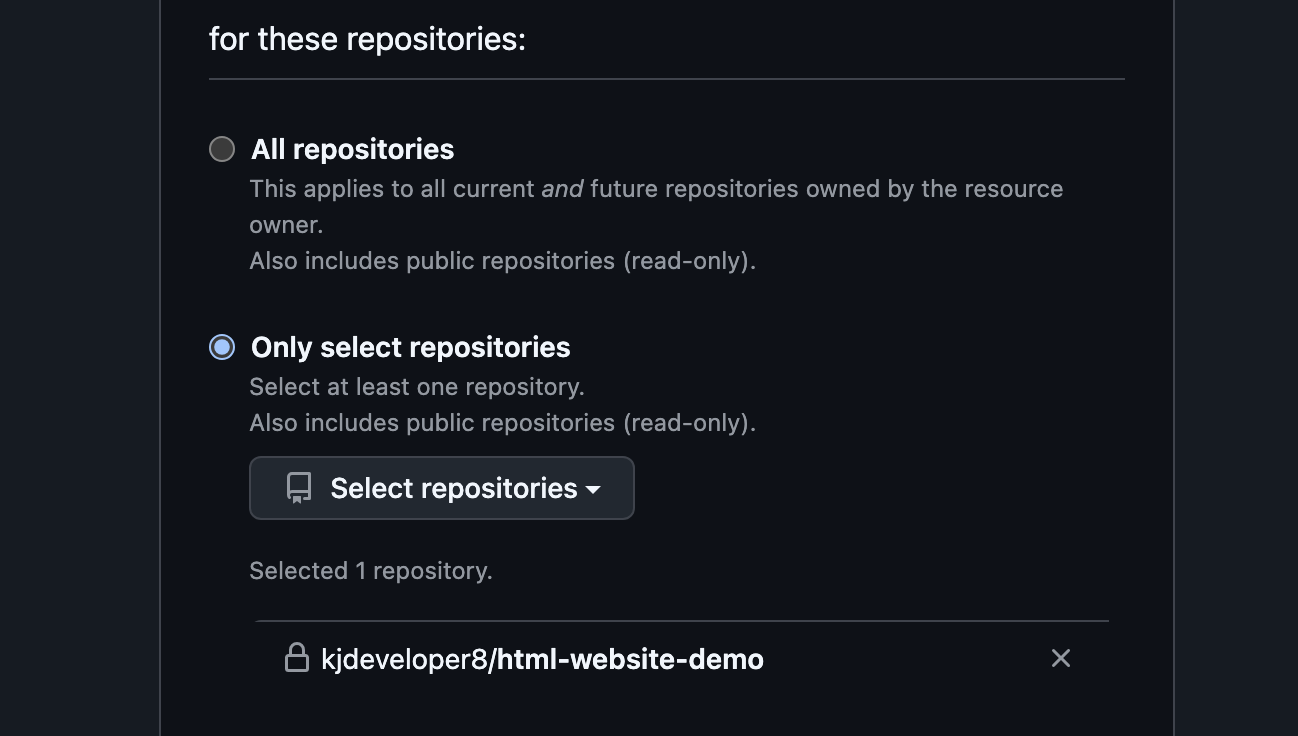 for these repositories:
All repositories
This applies to all current and future repositories owned by the resource
owner.
Also includes public repositories (read-only).
Only select repositories
Select at least one repository.
Also includes public repositories (read-only).
Select repositories
Selected 1 repository.
kjdeveloper8/html-website-demo